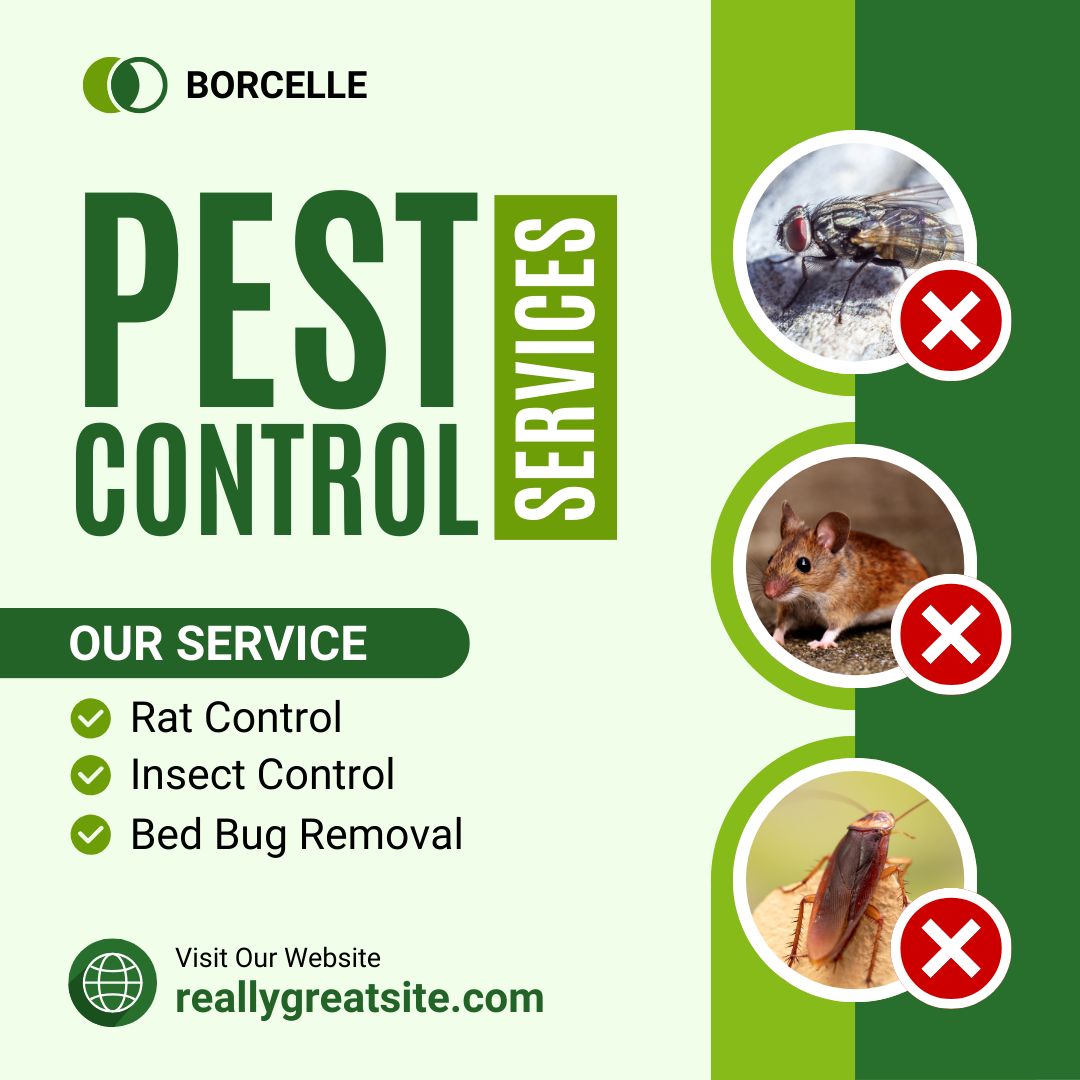 BORCELLE
PEST
CONTROL
SERVICES
OUR SERVICE
Rat Control
Insect Control
Bed Bug Removal
Visit Our Website
reallygreatsite.com